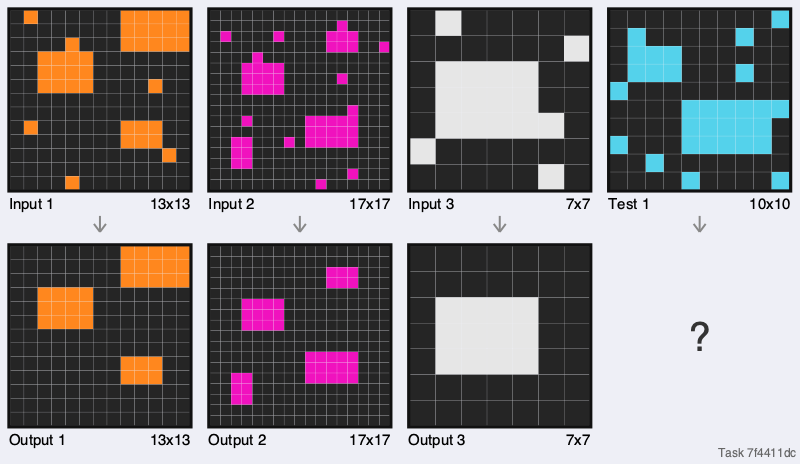 Input 1 13x13
Input 2 17x17
Input 3 7x7
Test 1 10x10
?
Output 1 13x13
Output 2 17x17
Output 3 7x7
Task 7f4411dc